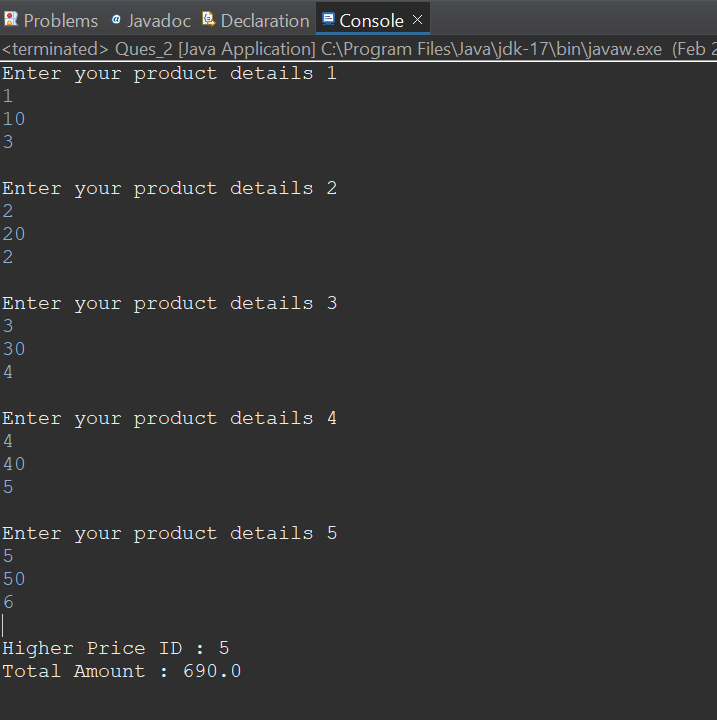 Problems @ Javadoc Declaration Console
<terminated> Ques_2 [Java Application] C:\Program Files\Java\jdk-17\bin\javaw.exe (Feb 2
Enter your product details 1
1
10
3
Enter your product details 2
2
20
2
Enter your product details 3
3
30
4
Enter your product details 4
4
40
5
Enter your product details 5
5
50
6
Higher Price ID : 5
Total Amount : 690.0